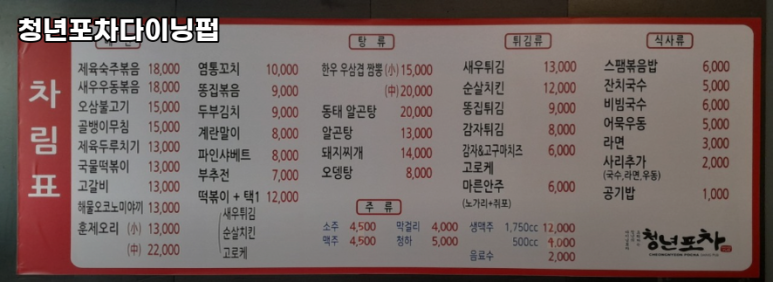 청년포차다이닝펍
차림표
제육숙주볶음 18,000
새우우동볶음 18,000
오삼불고기 15,000
골뱅이무침 15,000
제육두루치기 13,000
국물떡볶이 13,000
고갈비 13,000
해물오코노미야끼 13,000
훈제오리 (小) 13,000
(中) 22,000
염통꼬치 10,000
똥집볶음 9,000
두부김치 9,000
계란말이 8,000
파인샤베트 8,000
부추전 7,000
떡볶이 + 택1 12,000
새우튀김
순살치킨
고로케
탕 류
한우 우삼겹 짬뽕 (小) 15,000
(中) 20,000
동태 알곤탕 20,000
알곤탕 13,000
돼지찌개 14,000
오뎅탕 8,000
튀김류
새우튀김 13,000
순살치킨 12,000
똥집튀김 9,000
감자튀김 8,000
감자&고구마치즈 6,000
고로케
마른안주 6,000
(노가리+쥐포)
식사류
스팸볶음밥 6,000
잔치국수 5,000
비빔국수 6,000
어묵우동 5,000
라면 3,000
사리추가 2,000
(국수,라면,우동)
공기밥 1,000
주 류
소주 4,500
맥주 4,500
막걸리 4,000
청하 5,000
생맥주 1,750cc 12,000
500cc 4,000
음료수 2,000
청년포차